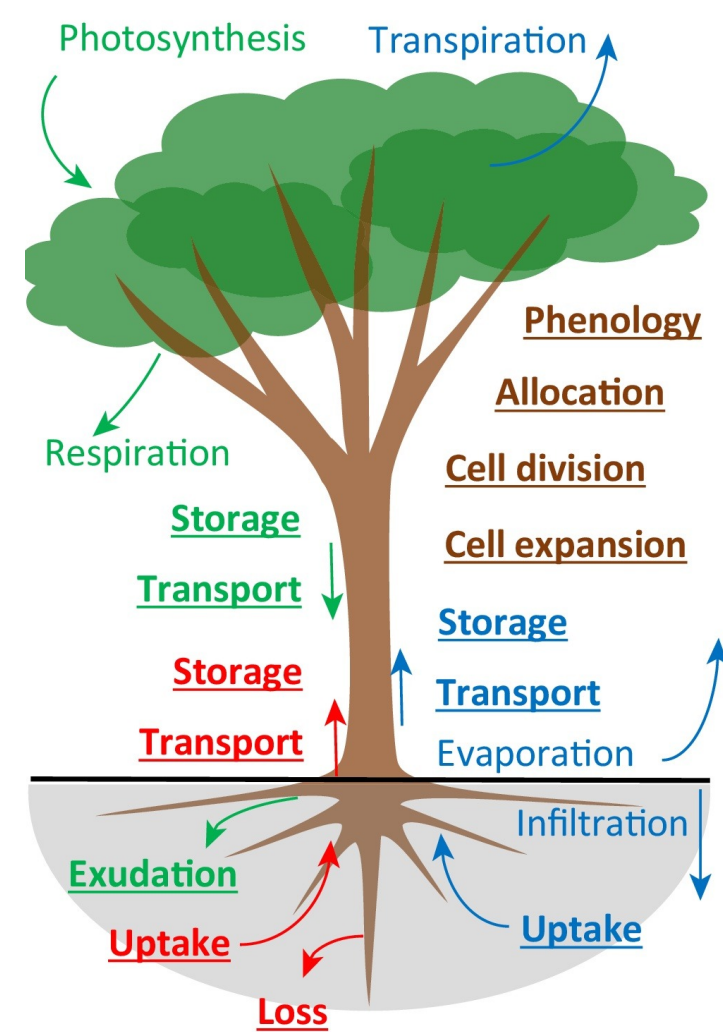 Photosynthesis
Transpiration
Phenology
Allocation
Respiration
Cell division
Storage
Cell expansion
Transport
Storage
Storage
Transport
Transport
Evaporation
Infiltration
Exudation
Uptake
Uptake
Loss